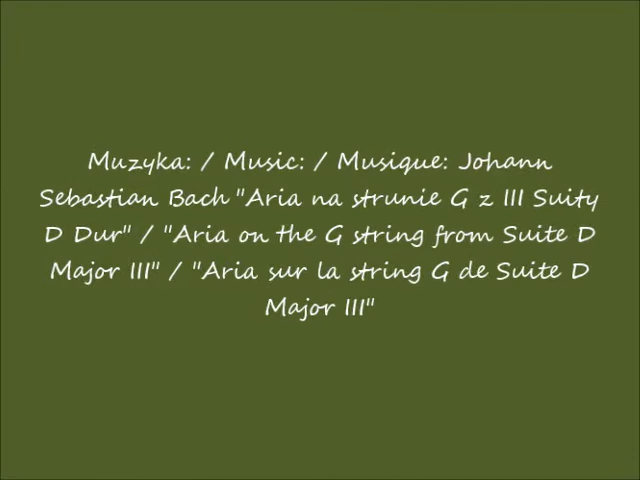 Muzyka: / Music: / Musique: Johann
Sebastian Bach "Aria na strunie G z III Suity
D Dur" / "Aria on the G string from Suite D
Major III" / "Aria sur la string G de Suite D
Major III"